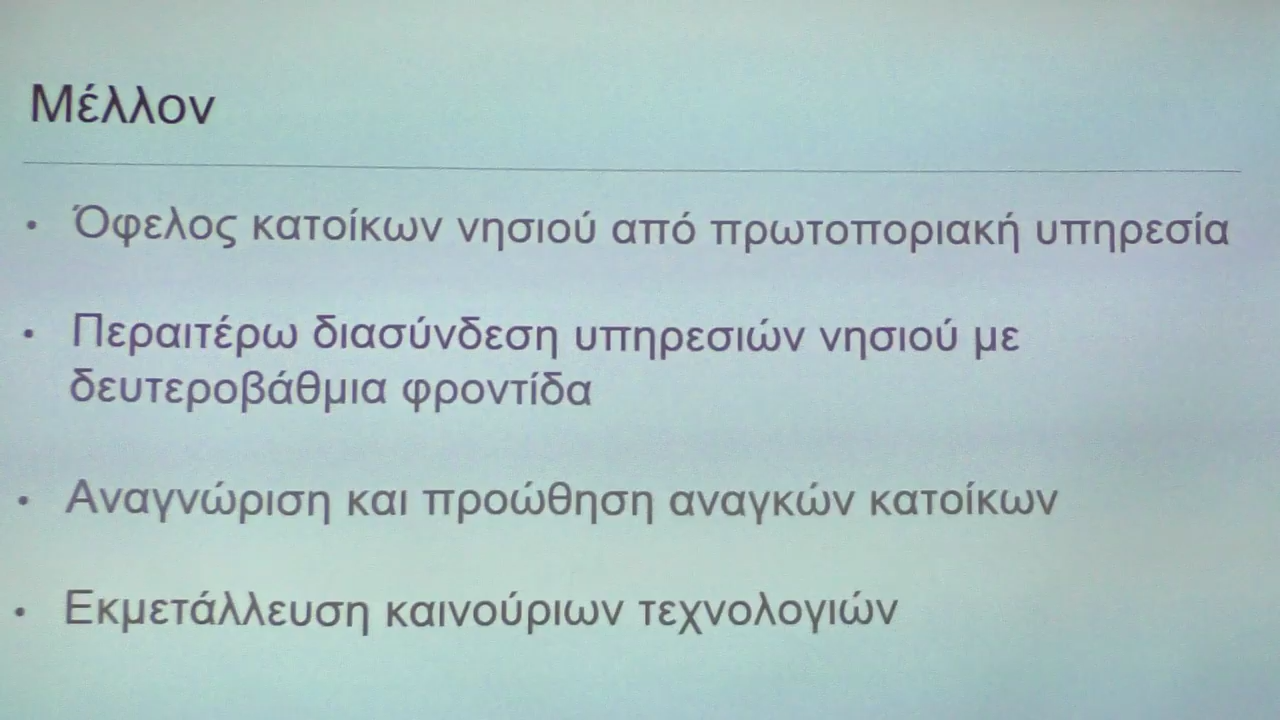 Μέλλον
• Όφελος κατοίκων νησιού από πρωτοποριακή υπηρεσία
• Περαιτέρω διασύνδεση υπηρεσιών νησιού με
δευτεροβάθμια φροντίδα
• Αναγνώριση και προώθηση αναγκών κατοίκων
• Εκμετάλλευση καινούριων τεχνολογιών